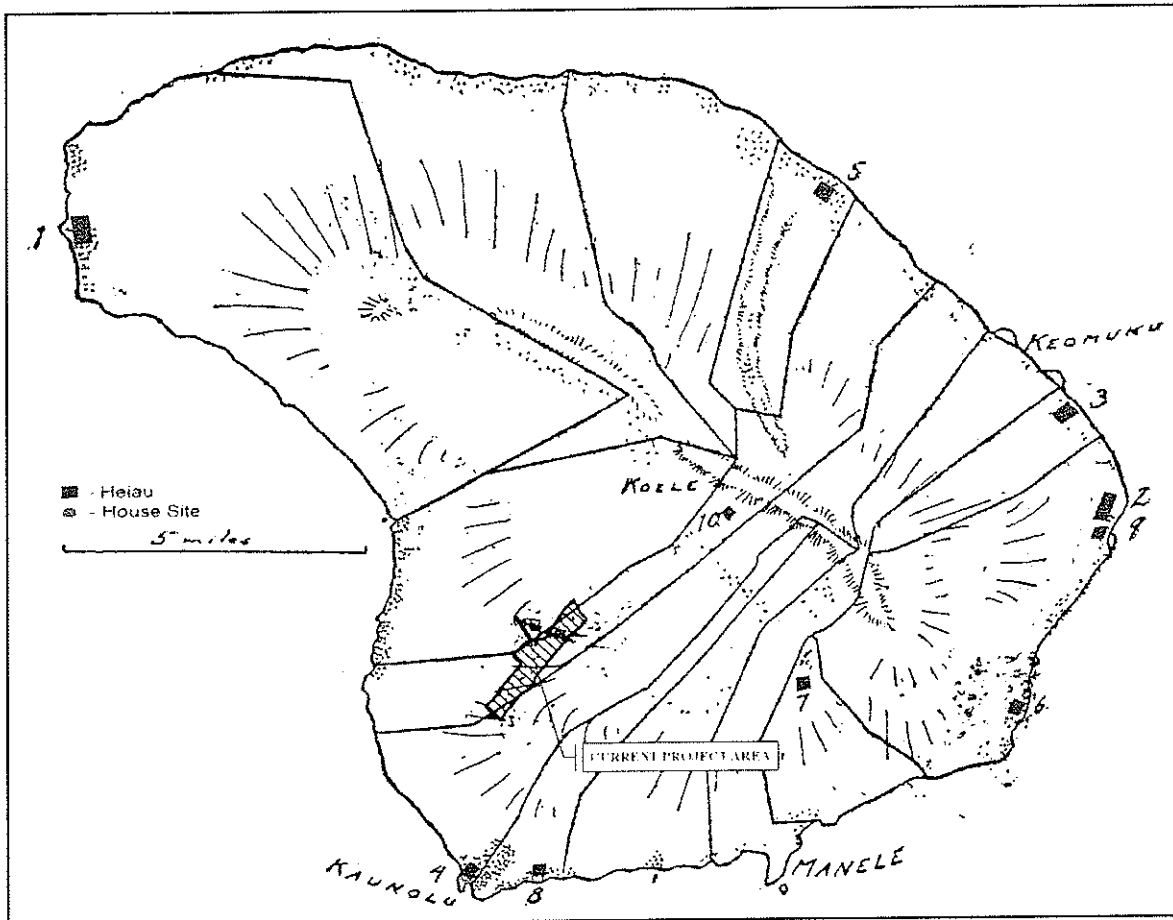 5
1
KEOMUKU
3
KOELE
■ - Heiau
- House Site
10
2
9
5 miles
7
6
CURRENT PROJECT AREA
4
KAUNOLU
8
MANELE